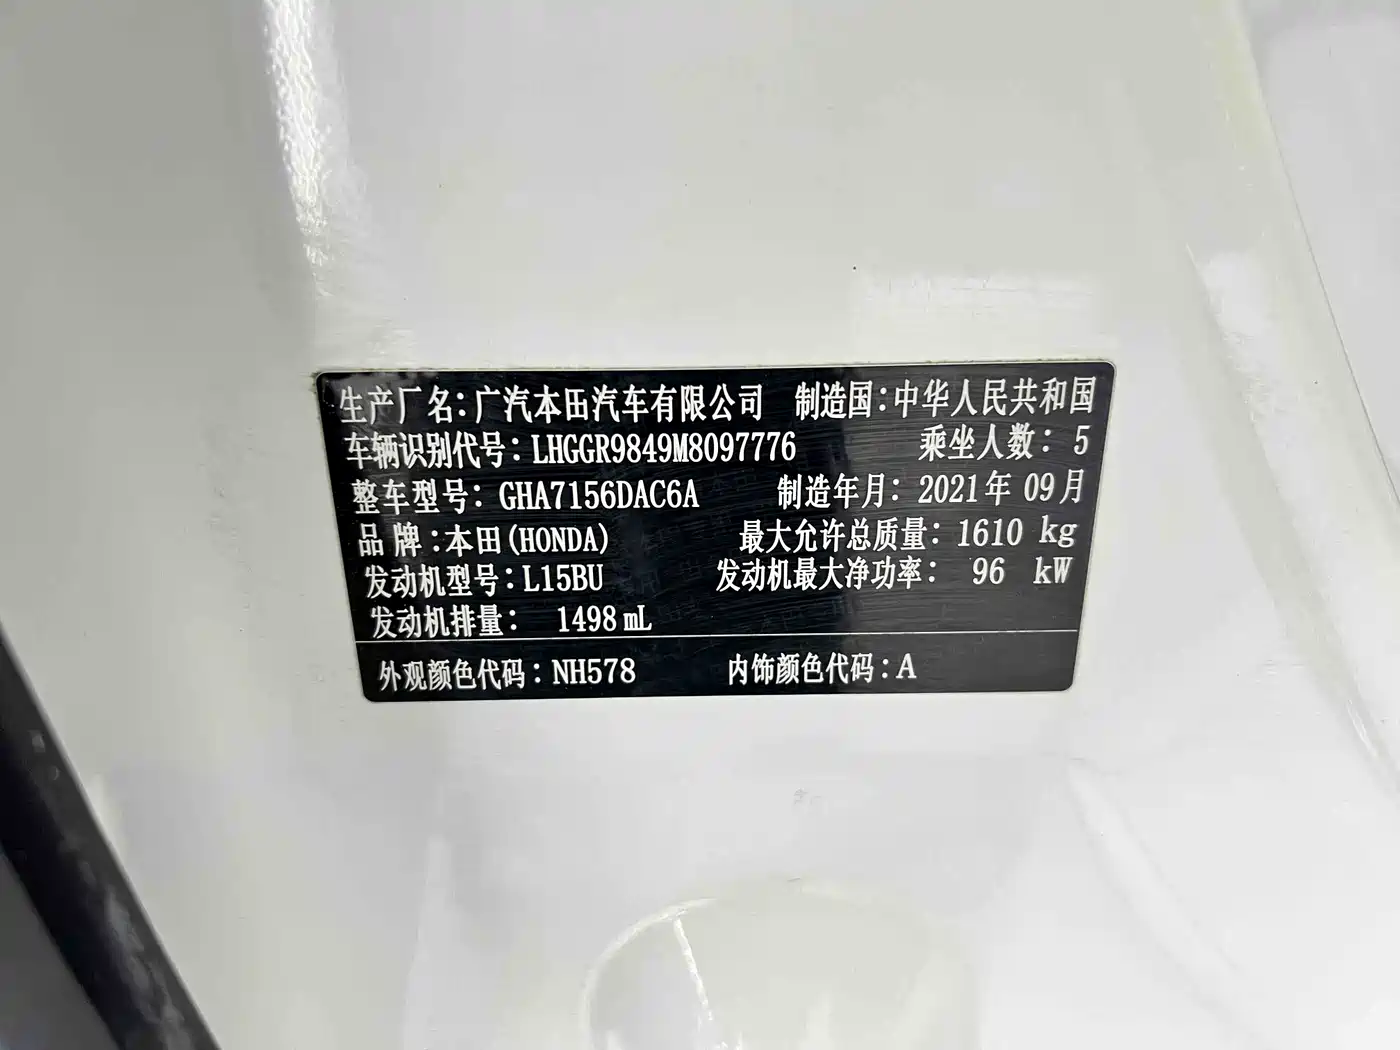 生产厂名：广汽本田汽车有限公司 制造国：中华人民共和国
车辆识别代号：LHGGR9849M8097776 乘坐人数：5
整车型号：GHA7156DAC6A 制造年月：2021年 09月
品 牌：本田(HONDA) 最大允许总质量：1610 kg
发动机型号：L15BU 发动机最大净功率： 96 kW
发动机排量： 1498 mL
外观颜色代码：NH578 内饰颜色代码：A